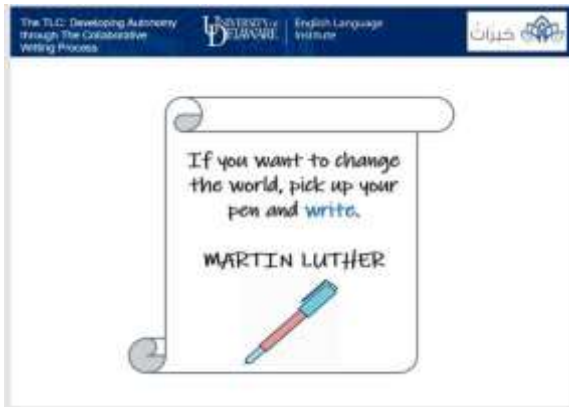 The TLC: Developing Autonomy
through The Collaborative
Writing Process
UNIVERSITY OF
DELAWARE
English Language
Institute
خبرات
If you want to change
the world, pick up your
pen and write.
MARTIN LUTHER